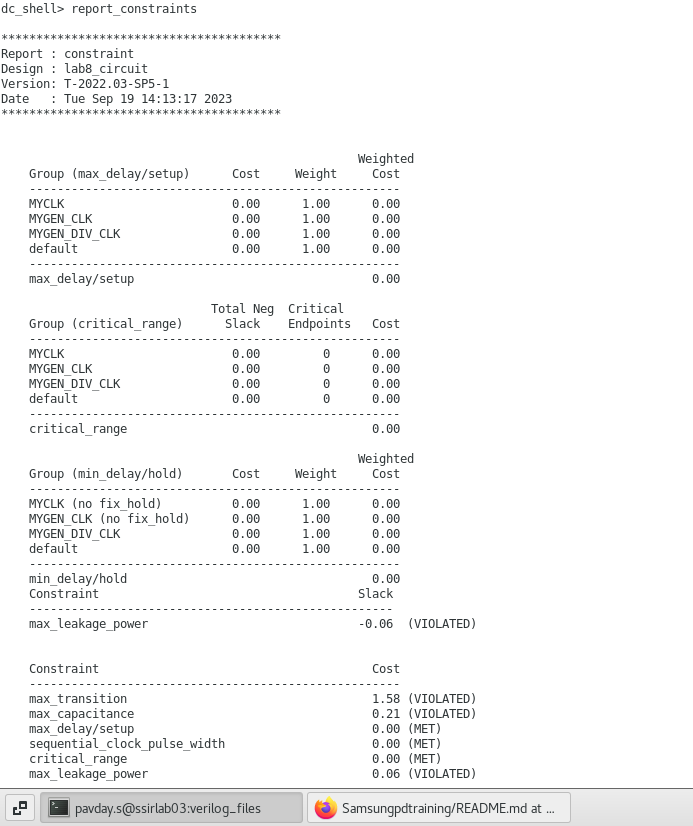 dc_shell> report_constraints
****************************************
Report : constraint
Design : lab8_circuit
Version: T-2022.03-SP5-1
Date   : Tue Sep 19 14:13:17 2023
****************************************
                                               Weighted
    Group (max_delay/setup)      Cost     Weight     Cost
    -----------------------------------------------------
    MYCLK                        0.00      1.00      0.00
    MYGEN_CLK                    0.00      1.00      0.00
    MYGEN_DIV_CLK                0.00      1.00      0.00
    default                      0.00      1.00      0.00
    -----------------------------------------------------
    max_delay/setup                                  0.00
                              Total Neg  Critical
    Group (critical_range)      Slack    Endpoints   Cost
    -----------------------------------------------------
    MYCLK                        0.00         0      0.00
    MYGEN_CLK                    0.00         0      0.00
    MYGEN_DIV_CLK                0.00         0      0.00
    default                      0.00         0      0.00
    -----------------------------------------------------
    critical_range                                   0.00
                                               Weighted
    Group (min_delay/hold)       Cost     Weight     Cost
    -----------------------------------------------------
    MYCLK (no fix_hold)          0.00      1.00      0.00
    MYGEN_CLK (no fix_hold)      0.00      1.00      0.00
    MYGEN_DIV_CLK                0.00      1.00      0.00
    default                      0.00      1.00      0.00
    -----------------------------------------------------
    min_delay/hold                                   0.00
    Constraint                                     Slack
    ----------------------------------------------------
    max_leakage_power                              -0.06  (VIOLATED)
    Constraint                                       Cost
    -----------------------------------------------------
    max_transition                                   1.58 (VIOLATED)
    max_capacitance                                  0.21 (VIOLATED)
    max_delay/setup                                  0.00 (MET)
    sequential_clock_pulse_width                     0.00 (MET)
    critical_range                                   0.00 (MET)
    max_leakage_power                                0.06 (VIOLATED)
pavday.s@ssirlab03:verilog_files
Samsungpdtraining/README.md at ...